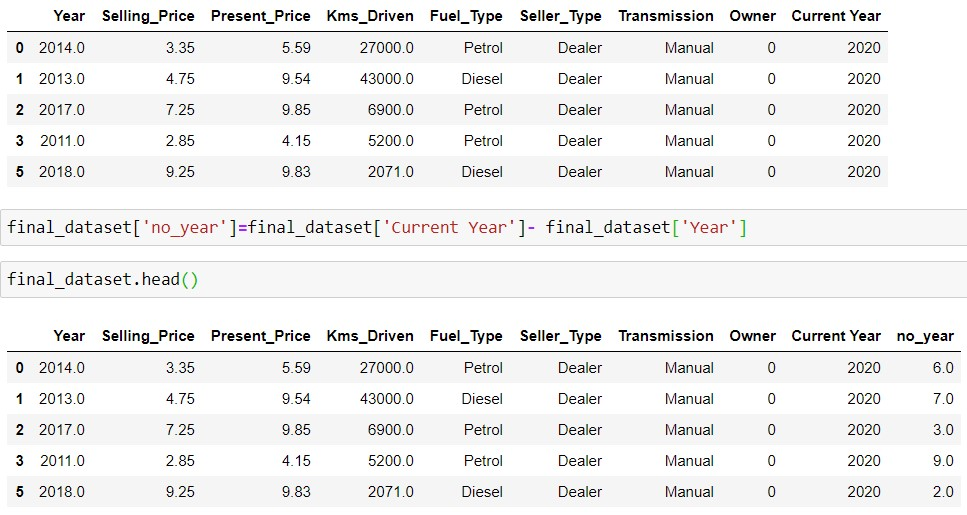 Year Selling_Price Present_Price Kms_Driven Fuel_Type Seller_Type Transmission Owner Current Year
0 2014.0 3.35 5.59 27000.0 Petrol Dealer Manual 0 2020
1 2013.0 4.75 9.54 43000.0 Diesel Dealer Manual 0 2020
2 2017.0 7.25 9.85 6900.0 Petrol Dealer Manual 0 2020
3 2011.0 2.85 4.15 5200.0 Petrol Dealer Manual 0 2020
5 2018.0 9.25 9.83 2071.0 Diesel Dealer Manual 0 2020
final_dataset['no_year']=final_dataset['Current Year']- final_dataset['Year']
final_dataset.head()
Year Selling_Price Present_Price Kms_Driven Fuel_Type Seller_Type Transmission Owner Current Year no_year
0 2014.0 3.35 5.59 27000.0 Petrol Dealer Manual 0 2020 6.0
1 2013.0 4.75 9.54 43000.0 Diesel Dealer Manual 0 2020 7.0
2 2017.0 7.25 9.85 6900.0 Petrol Dealer Manual 0 2020 3.0
3 2011.0 2.85 4.15 5200.0 Petrol Dealer Manual 0 2020 9.0
5 2018.0 9.25 9.83 2071.0 Diesel Dealer Manual 0 2020 2.0